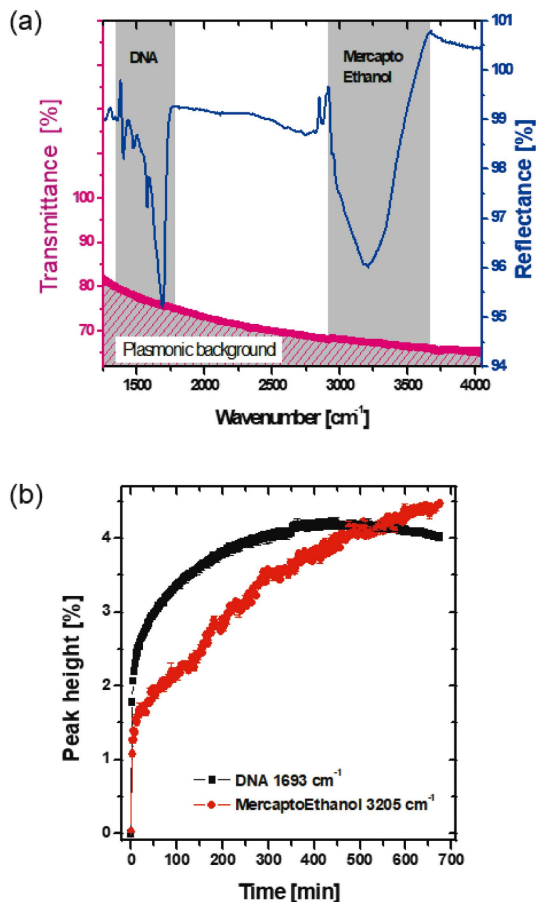 (a)
DNA
Mercapto
Ethanol
Transmittance [%]
100
90
80
70
101
100
99
98
97
96
95
94
Reflectance [%]
Plasmonic background
1500 2000 2500 3000 3500 4000
Wavenumber [cm⁻¹]
(b)
Peak height [%]
4
3
2
1
0
DNA 1693 cm⁻¹
MercaptoEthanol 3205 cm⁻¹
0 100 200 300 400 500 600 700
Time [min]